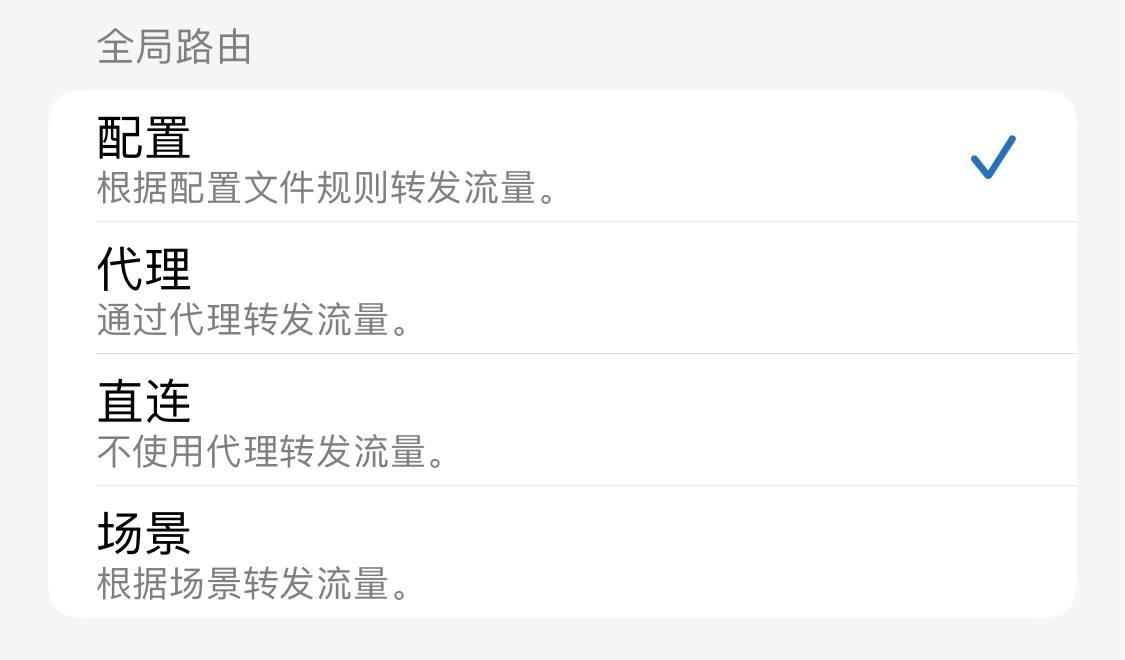 全局路由
配置
根据配置文件规则转发流量。
代理
通过代理转发流量。
直连
不使用代理转发流量。
场景
根据场景转发流量。